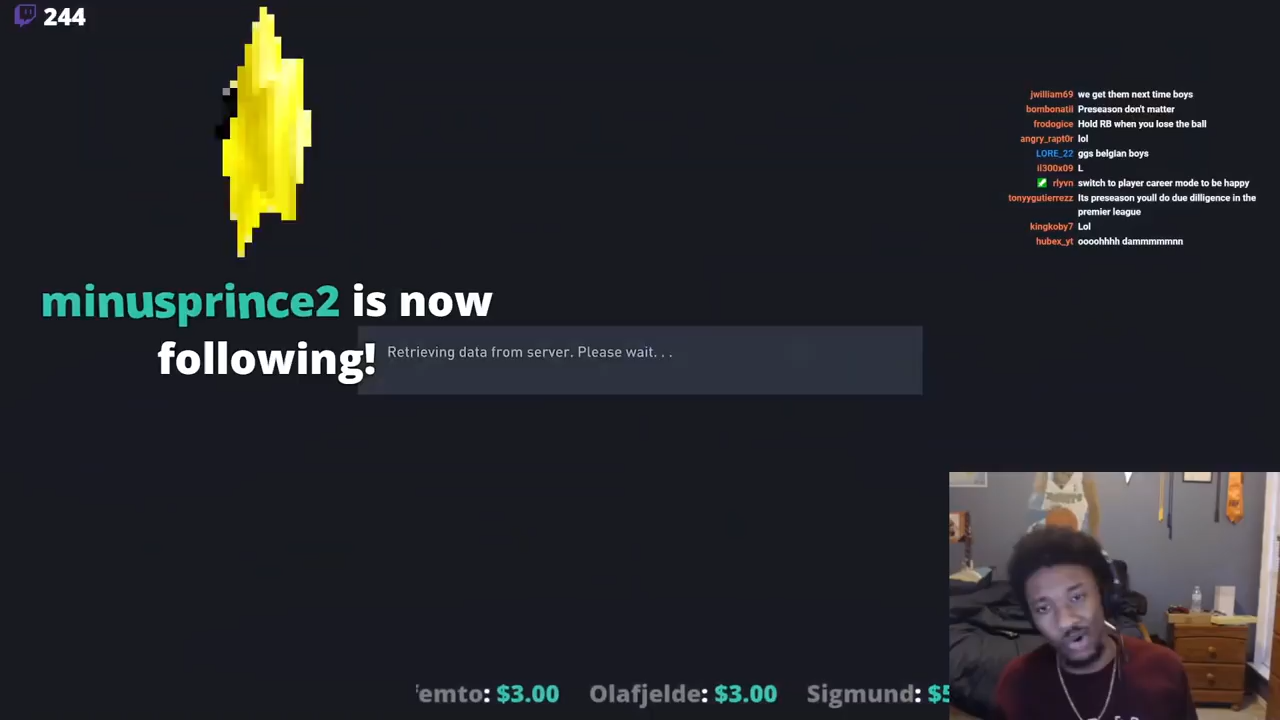 244
minusprince2 is now
following!
Retrieving data from server. Please wait. . .
jwilliam69 we get them next time boys
bombonatii Preseason don't matter
frodogice Hold RB when you lose the ball
angry_rapt0r lol
LORE_22 ggs belgian boys
il300x09 L
rlyvn switch to player career mode to be happy
tonyygutierrezz Its preseason youll do due dilligence in the
premier league
kingkoby7 Lol
hubex_yt oooohhhh dammmmmnn
emto: $3.00 Olafjelde: $3.00 Sigmund: $5